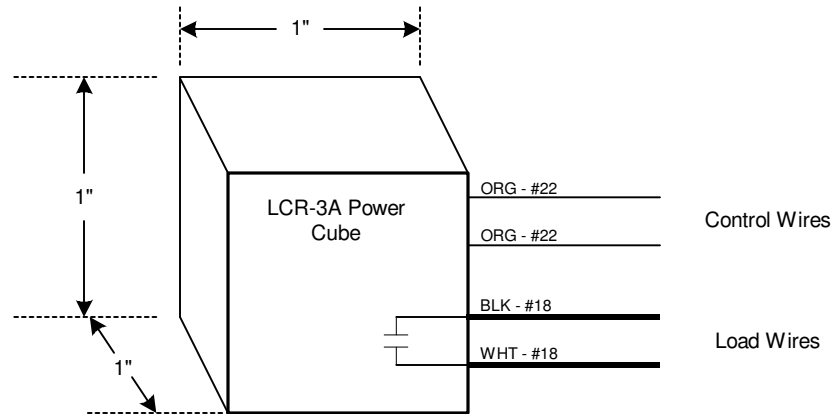 1"
1"
1"
LCR-3A Power
Cube
ORG - #22
ORG - #22
Control Wires
BLK - #18
WHT - #18
Load Wires